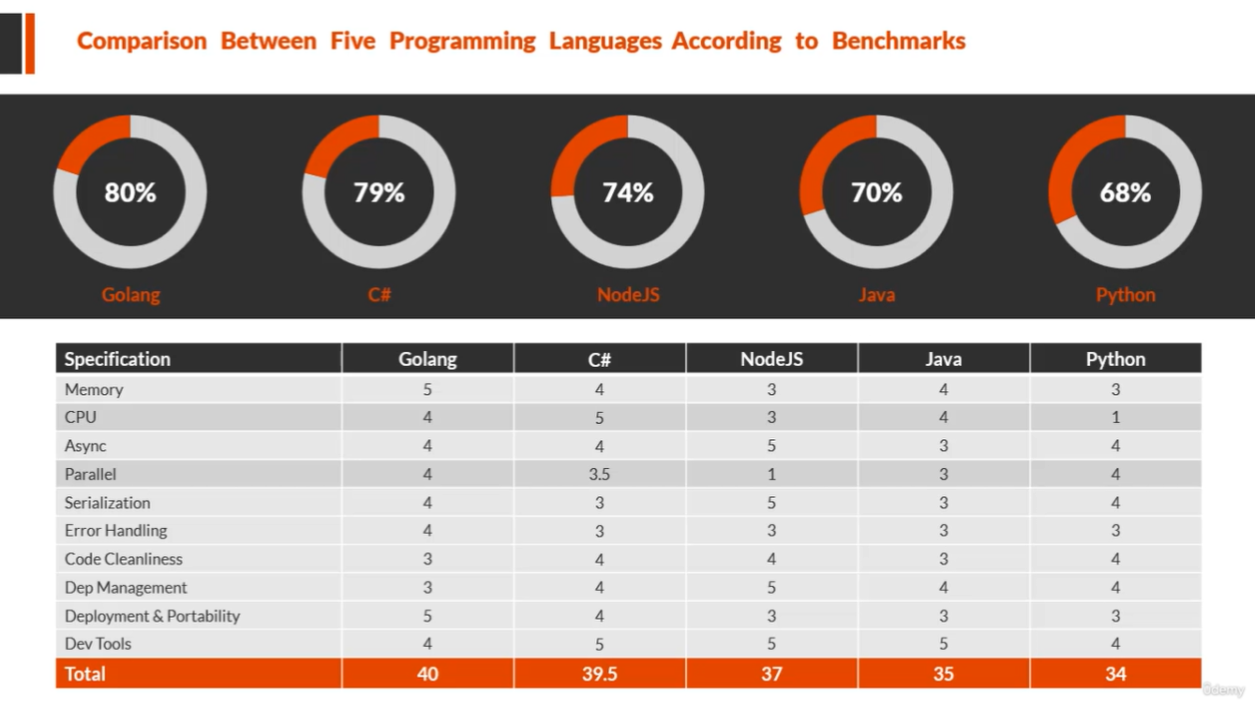 Comparison Between Five Programming Languages According to Benchmarks
80% 79% 74% 70% 68%
Golang C# NodeJS Java Python
Specification Golang C# NodeJS Java Python
Memory 5 4 3 4 3
CPU 4 5 3 4 1
Async 4 4 5 3 4
Parallel 4 3.5 1 3 4
Serialization 4 3 5 3 4
Error Handling 4 3 3 3 3
Code Cleanliness 3 4 4 3 4
Dep Management 3 4 5 4 4
Deployment & Portability 5 4 3 3 3
Dev Tools 4 5 5 5 4
Total 40 39.5 37 35 34
ûdemy